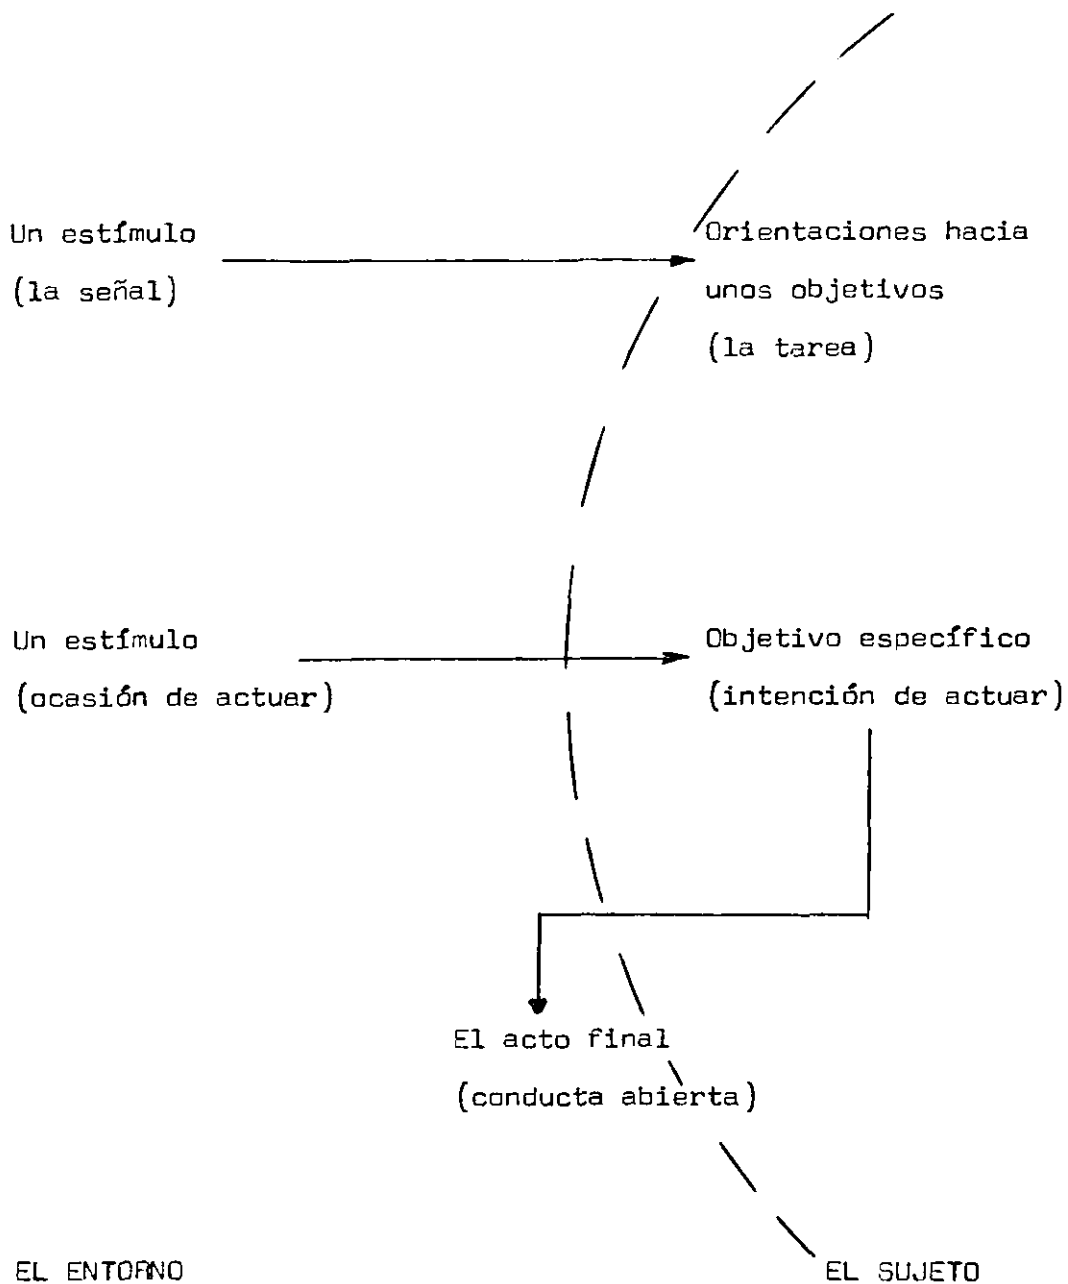 Un estímulo
(la señal)
Orientaciones hacia
unos objetivos
(la tarea)
Un estímulo
(ocasión de actuar)
Objetivo específico
(intención de actuar)
El acto final
(conducta abierta)
EL ENTORNO
EL SUJETO